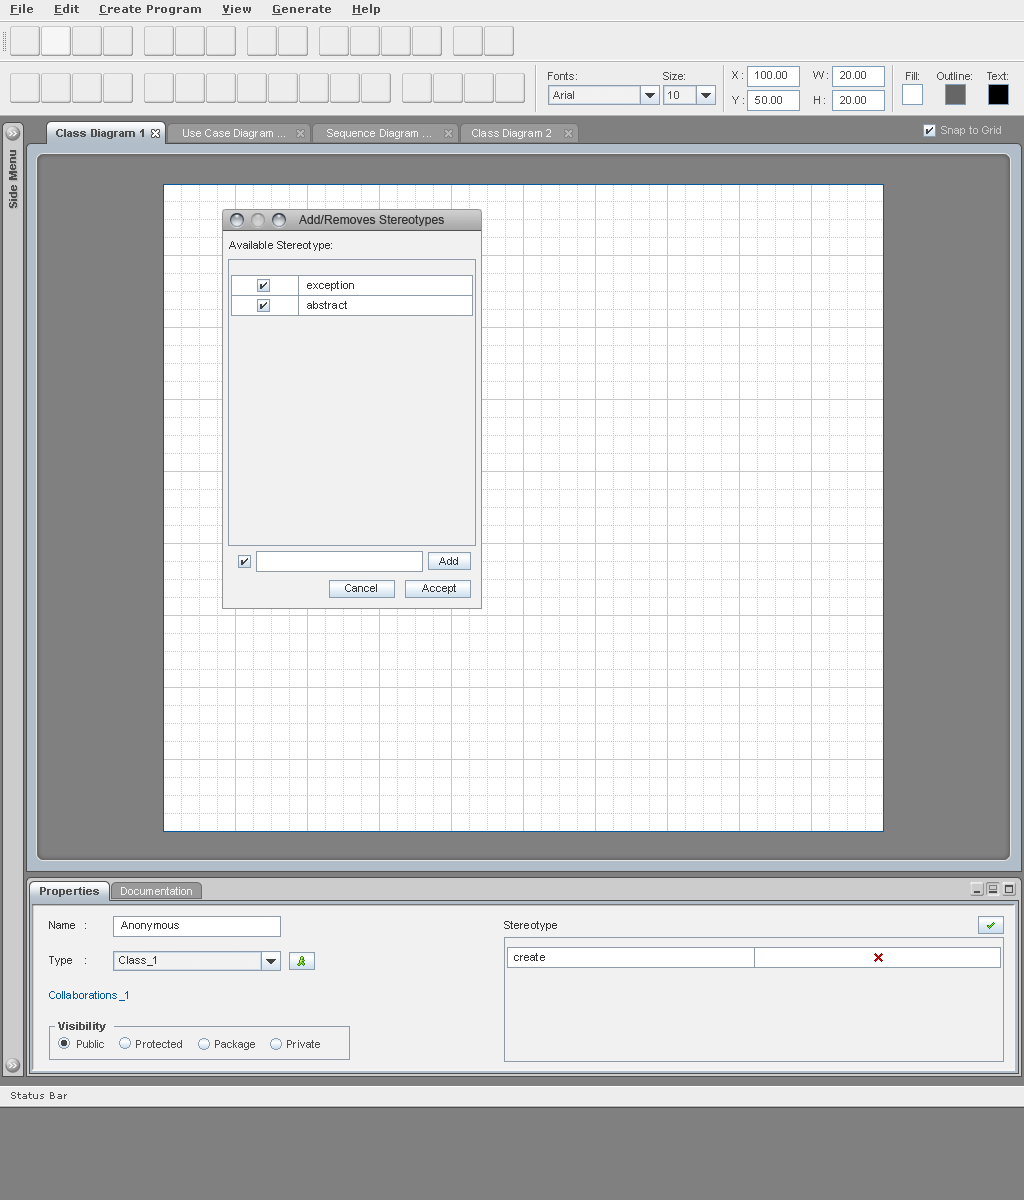 File Edit Create Program View Generate Help
Fonts: Size: X : 100.00 W : 20.00 Fill: Outline: Text:
Arial 10 Y : 50.00 H : 20.00
Class Diagram 1 Use Case Diagram ... Sequence Diagram ... Class Diagram 2 Snap to Grid
Side Menu
Add/Removes Stereotypes
Available Stereotype:
exception
abstract
Add
Cancel Accept
Properties Documentation
Name : Anonymous Stereotype
Type : Class_1 create
Collaborations_1
Visibility
Public Protected Package Private
Status Bar